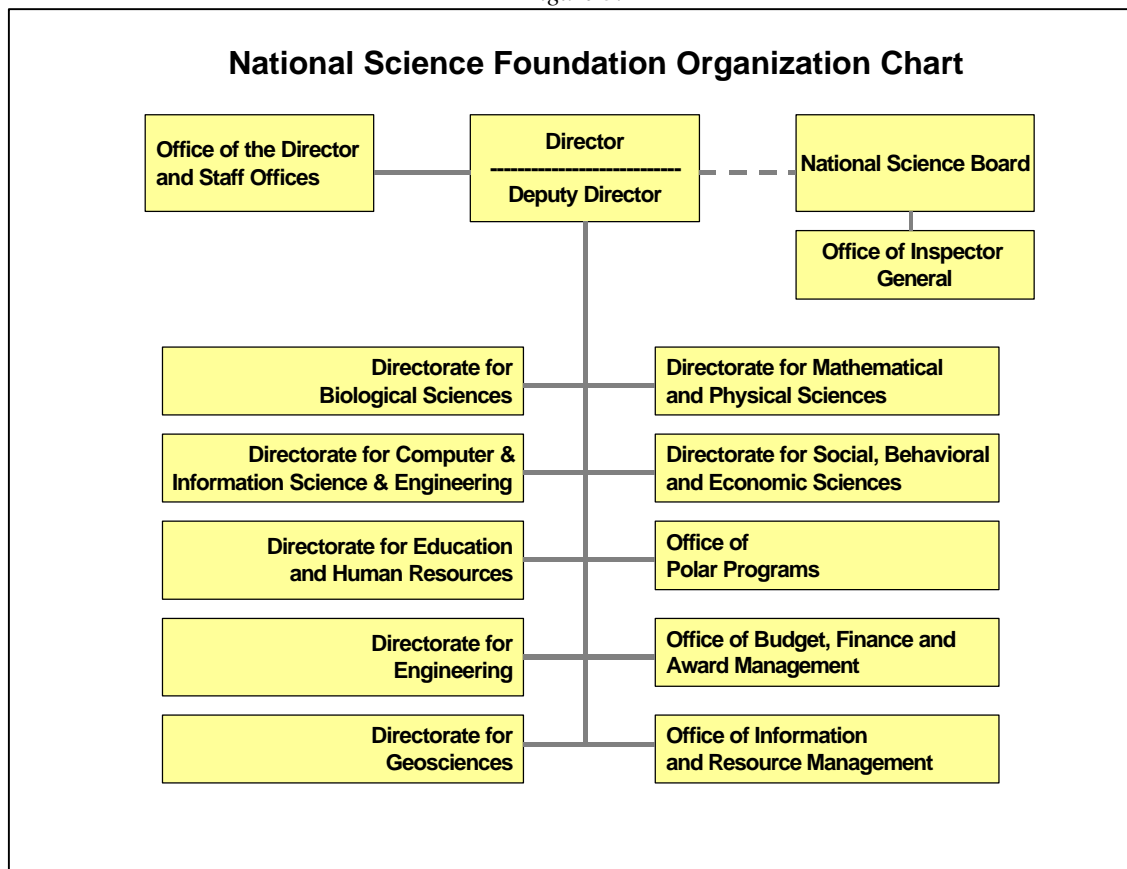 National Science Foundation Organization Chart
Office of the Director
and Staff Offices
Director
----------------------------
Deputy Director
National Science Board
Office of Inspector
General
Directorate for
Biological Sciences
Directorate for Mathematical
and Physical Sciences
Directorate for Computer &
Information Science & Engineering
Directorate for Social, Behavioral
and Economic Sciences
Directorate for Education
and Human Resources
Office of
Polar Programs
Directorate for
Engineering
Office of Budget, Finance and
Award Management
Directorate for
Geosciences
Office of Information
and Resource Management